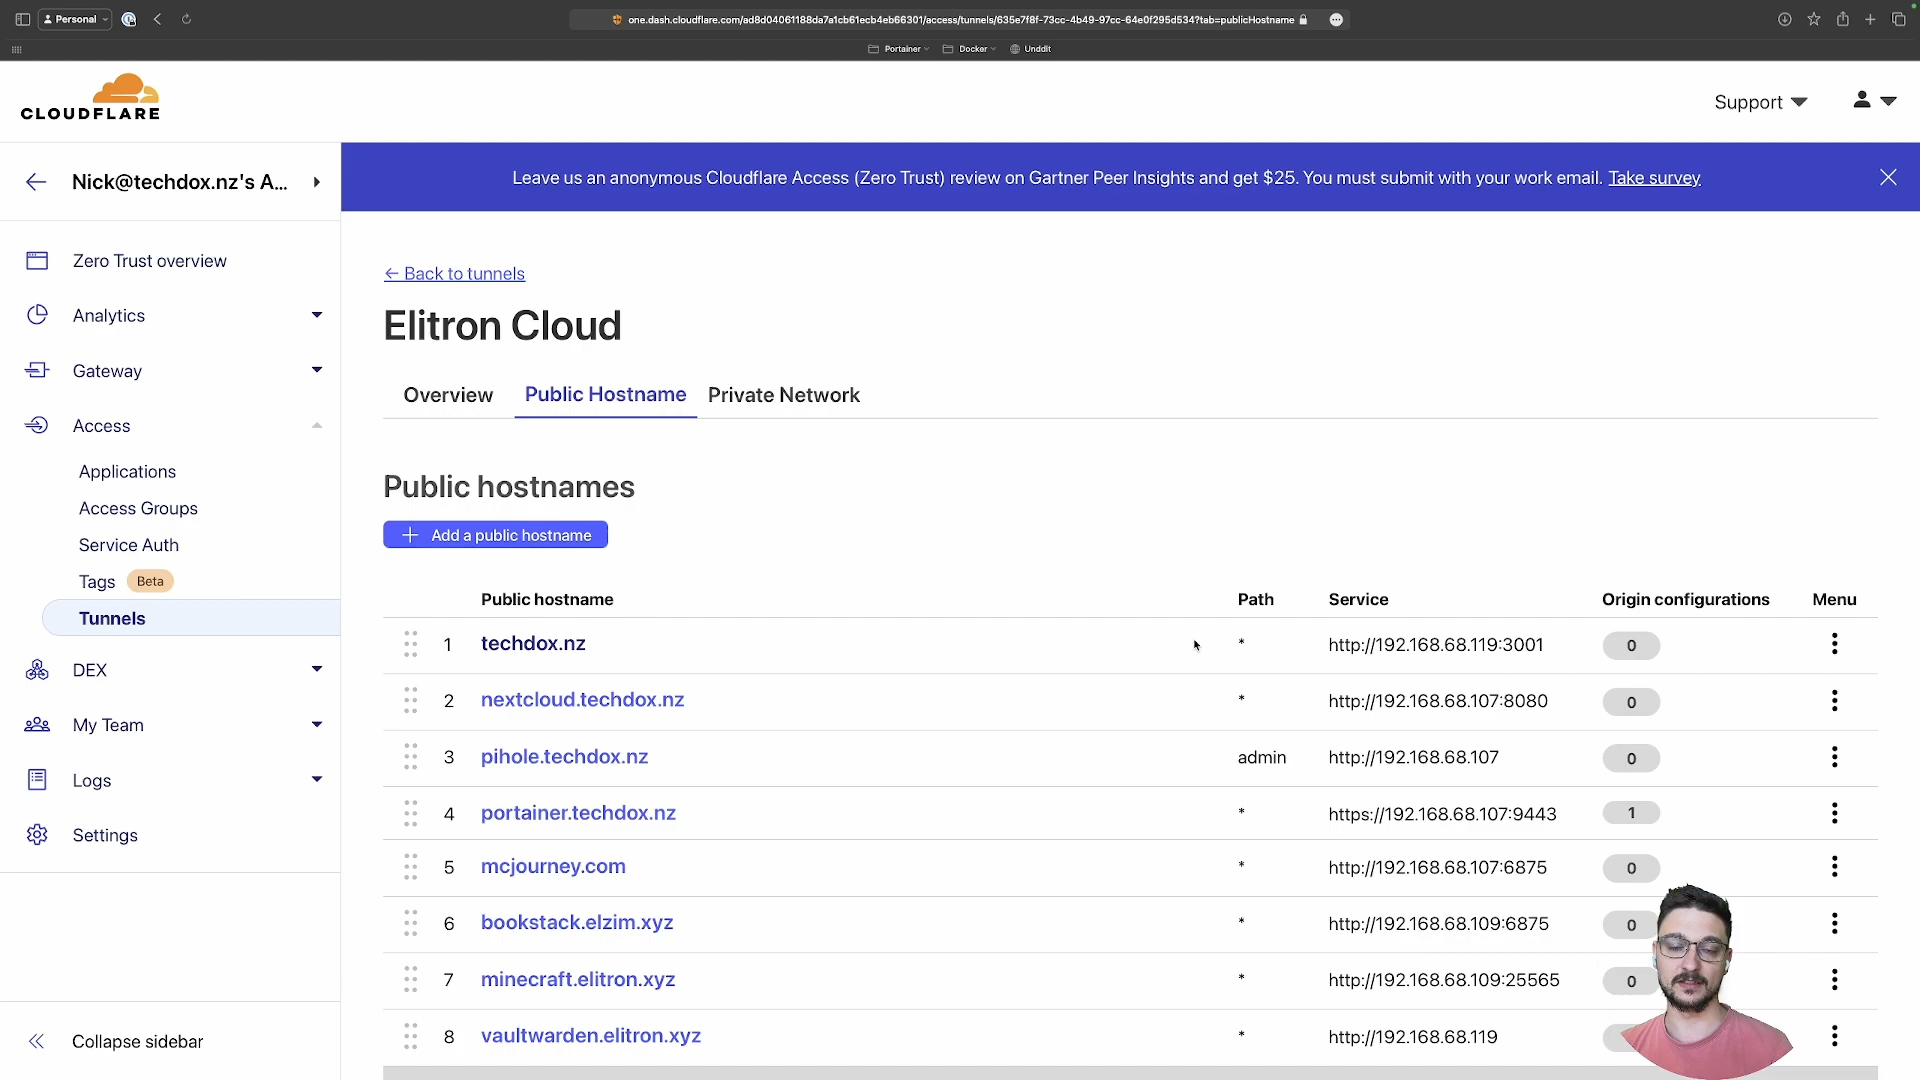 Personal
one.dash.cloudflare.com/ad8d04061188da7a1cb61ecb4eb66301/access/tunnels/635e7f8f-73cc-4b49-97cc-64e0f295d534?tab=publicHostname
Portainer
Docker
Unddit
CLOUDFLARE
Support
Nick@techdox.nz's A...
Leave us an anonymous Cloudflare Access (Zero Trust) review on Gartner Peer Insights and get $25. You must submit with your work email. Take survey
Zero Trust overview
Analytics
Gateway
Access
Applications
Access Groups
Service Auth
Tags Beta
Tunnels
DEX
My Team
Logs
Settings
Collapse sidebar
← Back to tunnels
Elitron Cloud
Overview Public Hostname Private Network
Public hostnames
+ Add a public hostname
Public hostname Path Service Origin configurations Menu
1 techdox.nz * http://192.168.68.119:3001 0
2 nextcloud.techdox.nz * http://192.168.68.107:8080 0
3 pihole.techdox.nz admin http://192.168.68.107 0
4 portainer.techdox.nz * https://192.168.68.107:9443 1
5 mcjourney.com * http://192.168.68.107:6875 0
6 bookstack.elzim.xyz * http://192.168.68.109:6875 0
7 minecraft.elitron.xyz * http://192.168.68.109:25565 0
8 vaultwarden.elitron.xyz * http://192.168.68.119